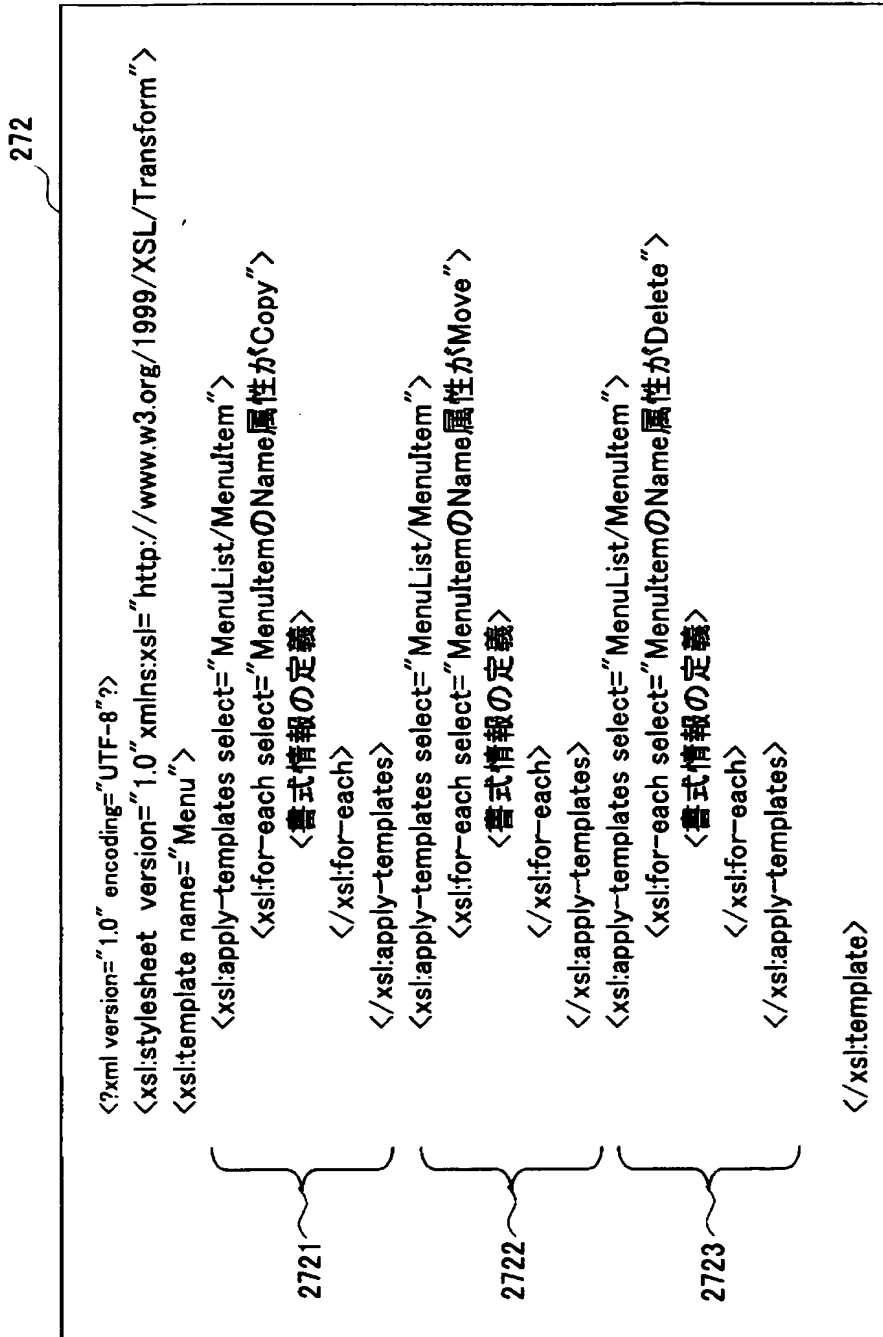 272
<?xml version="1.0" encoding="UTF-8"?>
<xsl:stylesheet version="1.0" xmlns:xsl="http://www.w3.org/1999/XSL/Transform">
<xsl:template name="Menu">
2721
<xsl:apply-templates select="MenuList/MenuItem">
<xsl:for-each select="MenuItemのName属性がCopy">
<書式情報の定義>
</xsl:for-each>
</xsl:apply-templates>
2722
<xsl:apply-templates select="MenuList/MenuItem">
<xsl:for-each select="MenuItemのName属性がMove">
<書式情報の定義>
</xsl:for-each>
</xsl:apply-templates>
2723
<xsl:apply-templates select="MenuList/MenuItem">
<xsl:for-each select="MenuItemのName属性がDelete">
<書式情報の定義>
</xsl:for-each>
</xsl:apply-templates>
</xsl:template>